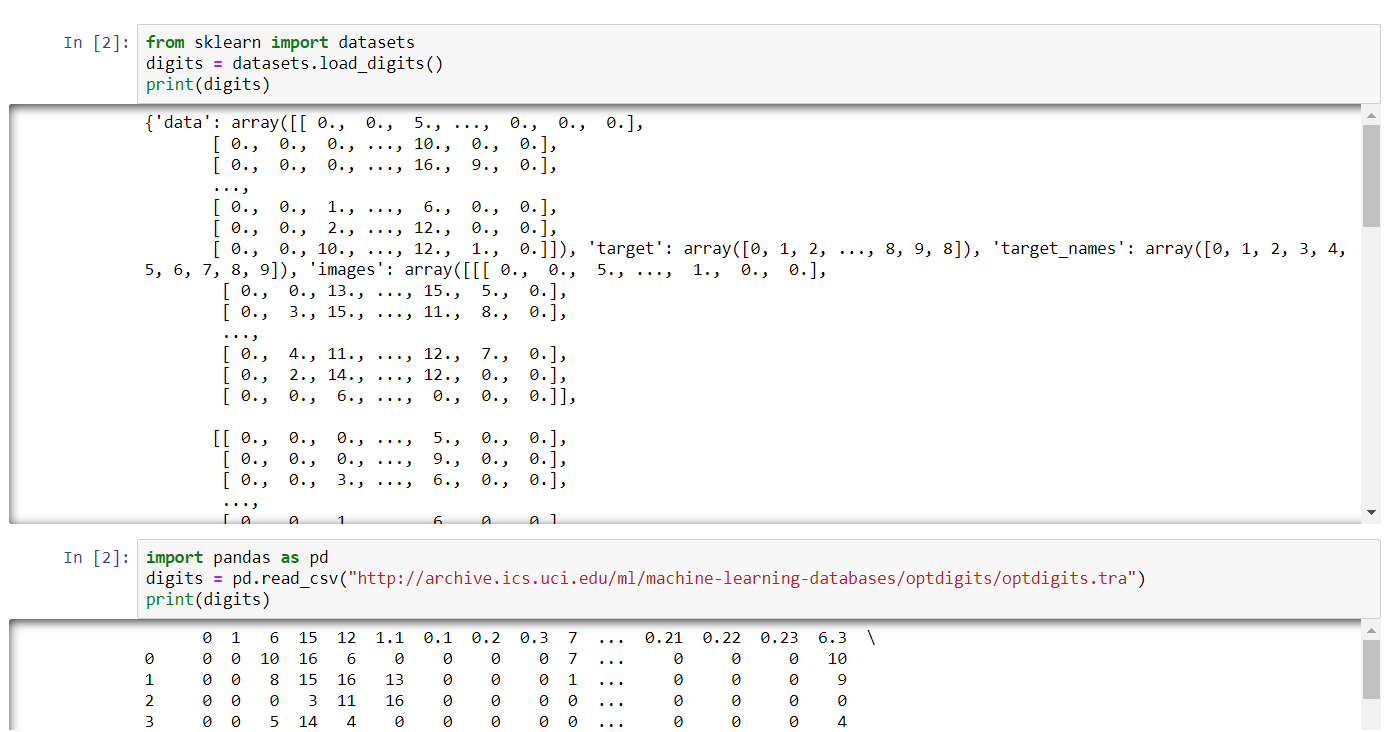 In [2]: from sklearn import datasets
digits = datasets.load_digits()
print(digits)
{'data': array([[ 0., 0., 5., ..., 0., 0., 0.],
[ 0., 0., 0., ..., 10., 0., 0.],
[ 0., 0., 0., ..., 16., 9., 0.],
...,
[ 0., 0., 1., ..., 6., 0., 0.],
[ 0., 0., 2., ..., 12., 0., 0.],
[ 0., 0., 10., ..., 12., 1., 0.]]), 'target': array([0, 1, 2, ..., 8, 9, 8]), 'target_names': array([0, 1, 2, 3, 4,
5, 6, 7, 8, 9]), 'images': array([[[ 0., 0., 5., ..., 1., 0., 0.],
[ 0., 0., 13., ..., 15., 5., 0.],
[ 0., 3., 15., ..., 11., 8., 0.],
...,
[ 0., 4., 11., ..., 12., 7., 0.],
[ 0., 2., 14., ..., 12., 0., 0.],
[ 0., 0., 6., ..., 0., 0., 0.]],
[[ 0., 0., 0., ..., 5., 0., 0.],
[ 0., 0., 0., ..., 9., 0., 0.],
[ 0., 0., 3., ..., 6., 0., 0.],
...,
In [2]: import pandas as pd
digits = pd.read_csv("http://archive.ics.uci.edu/ml/machine-learning-databases/optdigits/optdigits.tra")
print(digits)
0 1 6 15 12 1.1 0.1 0.2 0.3 7 ... 0.21 0.22 0.23 6.3 \
0 0 0 10 16 6 0 0 0 0 7 ... 0 0 0 10
1 0 0 8 15 16 13 0 0 0 1 ... 0 0 0 9
2 0 0 0 3 11 16 0 0 0 0 ... 0 0 0 0
3 0 0 5 14 4 0 0 0 0 0 ... 0 0 0 4